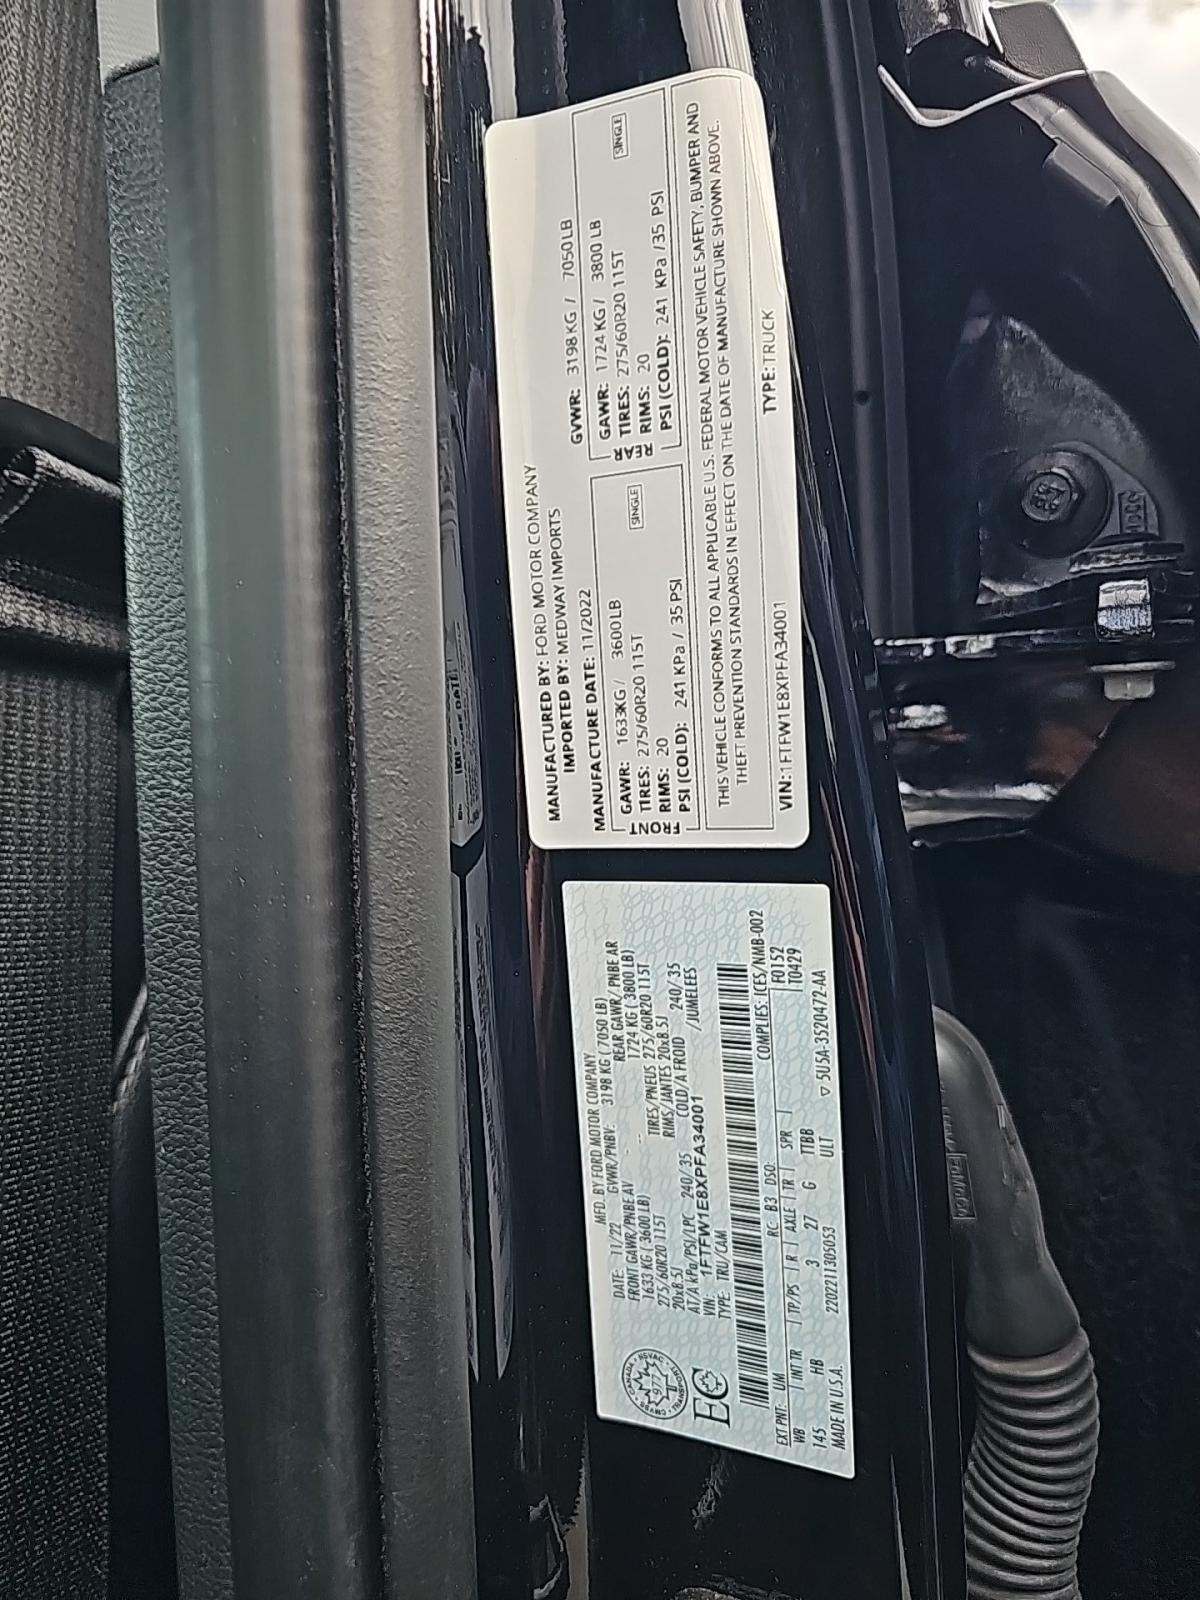 MANUFACTURED BY: FORD MOTOR COMPANY
IMPORTED BY: MEDWAY IMPORTS
GVWR: 3198 KG / 7050 LB
MANUFACTURE DATE: 11/2022
FRONT
GAWR: 1633KG / 3600LB
TIRES: 275/60R20 115T
RIMS: 20
SINGLE
PSI (COLD): 241 KPa / 35 PSI
REAR
GAWR: 1724 KG / 3800 LB
TIRES: 275/60R20 115T
RIMS: 20
SINGLE
PSI (COLD): 241 KPa / 35 PSI
THIS VEHICLE CONFORMS TO ALL APPLICABLE U.S. FEDERAL MOTOR VEHICLE SAFETY, BUMPER AND
THEFT PREVENTION STANDARDS IN EFFECT ON THE DATE OF MANUFACTURE SHOWN ABOVE.
VIN: 1FTFW1E8XPFA34001 TYPE: TRUCK
MFD. BY FORD MOTOR COMPANY
DATE: 11/22 GVWR/PNBV: 3198 KG ( 7050 LB)
FRONT GAWR/PNBE AV REAR GAWR/ PNBE AR
1633 KG ( 3600 LB) 1724 KG ( 3800 LB)
275/60R20 115T TIRES/PNEUS 275/60R20 115T
20x8.5J RIMS/JANTES 20x8.5J
AT/A kPa/PSI/LPC 240/35 COLD/A FROID 240/35
VIN: 1FTFW1E8XPFA34001 /JUMELEES
TYPE: TRU/CAM
CANADA
TRANSPORT
977
EC
COMPLIES: ICES/NMB-002
EXT PNT: UM RC: B3 DSO: F0152
WB INT TR TP/PS R AXLE TR SPR T0429
145 HB 3 27 G TTBB
2202211305053 ULT
MADE IN U.S.A. ▽ 5U5A-3520472-AA